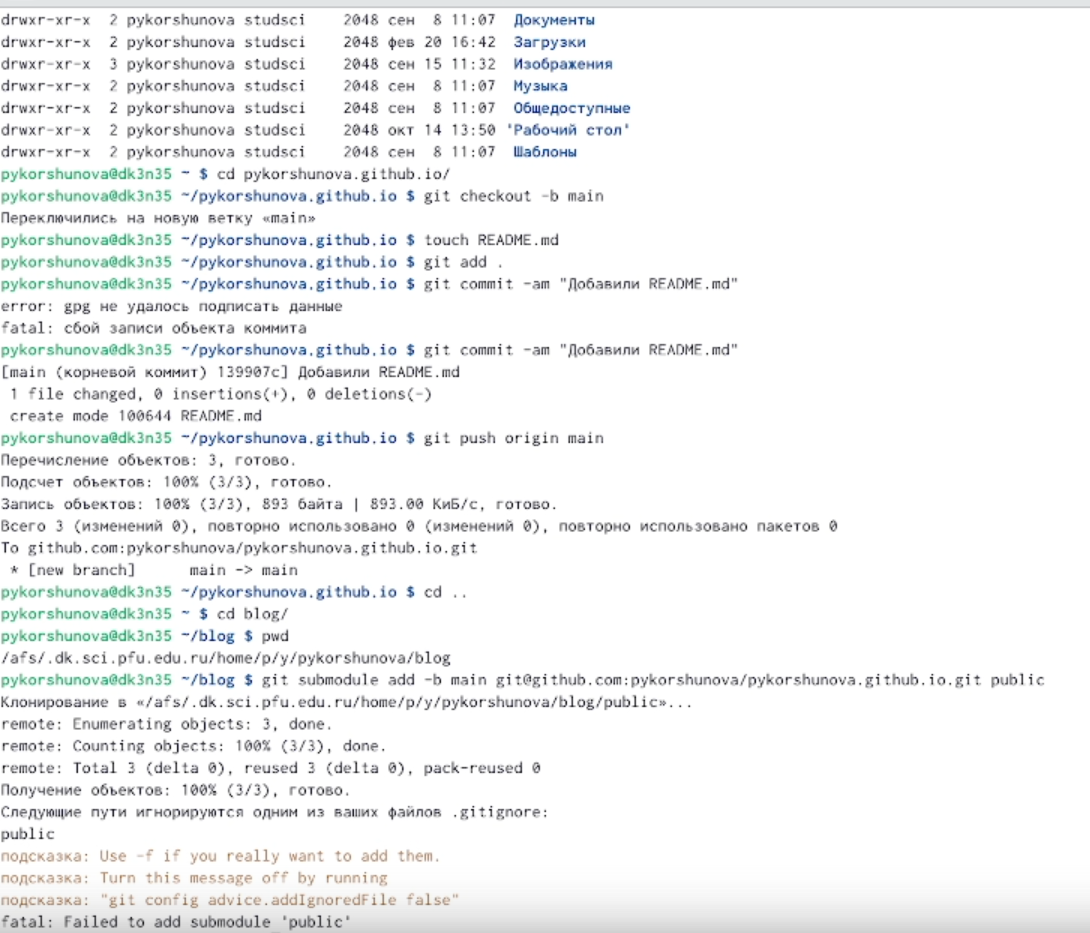 drwxr-xr-x  2 pykorshunova studsci    2048 сен  8 11:07  Документы
drwxr-xr-x  2 pykorshunova studsci    2048 фев 20 16:42  Загрузки
drwxr-xr-x  3 pykorshunova studsci    2048 сен 15 11:32  Изображения
drwxr-xr-x  2 pykorshunova studsci    2048 сен  8 11:07  Музыка
drwxr-xr-x  2 pykorshunova studsci    2048 сен  8 11:07  Общедоступные
drwxr-xr-x  2 pykorshunova studsci    2048 окт 14 13:50 'Рабочий стол'
drwxr-xr-x  2 pykorshunova studsci    2048 сен  8 11:07  Шаблоны
pykorshunova@dk3n35 ~ $ cd pykorshunova.github.io/
pykorshunova@dk3n35 ~/pykorshunova.github.io $ git checkout -b main
Переключились на новую ветку «main»
pykorshunova@dk3n35 ~/pykorshunova.github.io $ touch README.md
pykorshunova@dk3n35 ~/pykorshunova.github.io $ git add .
pykorshunova@dk3n35 ~/pykorshunova.github.io $ git commit -am "Добавили README.md"
error: gpg не удалось подписать данные
fatal: сбой записи объекта коммита
pykorshunova@dk3n35 ~/pykorshunova.github.io $ git commit -am "Добавили README.md"
[main (корневой коммит) 139907c] Добавили README.md
 1 file changed, 0 insertions(+), 0 deletions(-)
 create mode 100644 README.md
pykorshunova@dk3n35 ~/pykorshunova.github.io $ git push origin main
Перечисление объектов: 3, готово.
Подсчет объектов: 100% (3/3), готово.
Запись объектов: 100% (3/3), 893 байта | 893.00 КиБ/с, готово.
Всего 3 (изменений 0), повторно использовано 0 (изменений 0), повторно использовано пакетов 0
To github.com:pykorshunova/pykorshunova.github.io.git
 * [new branch]      main -> main
pykorshunova@dk3n35 ~/pykorshunova.github.io $ cd ..
pykorshunova@dk3n35 ~ $ cd blog/
pykorshunova@dk3n35 ~/blog $ pwd
/afs/.dk.sci.pfu.edu.ru/home/p/y/pykorshunova/blog
pykorshunova@dk3n35 ~/blog $ git submodule add -b main git@github.com:pykorshunova/pykorshunova.github.io.git public
Клонирование в «/afs/.dk.sci.pfu.edu.ru/home/p/y/pykorshunova/blog/public»...
remote: Enumerating objects: 3, done.
remote: Counting objects: 100% (3/3), done.
remote: Total 3 (delta 0), reused 3 (delta 0), pack-reused 0
Получение объектов: 100% (3/3), готово.
Следующие пути игнорируются одним из ваших файлов .gitignore:
public
подсказка: Use -f if you really want to add them.
подсказка: Turn this message off by running
подсказка: "git config advice.addIgnoredFile false"
fatal: Failed to add submodule 'public'